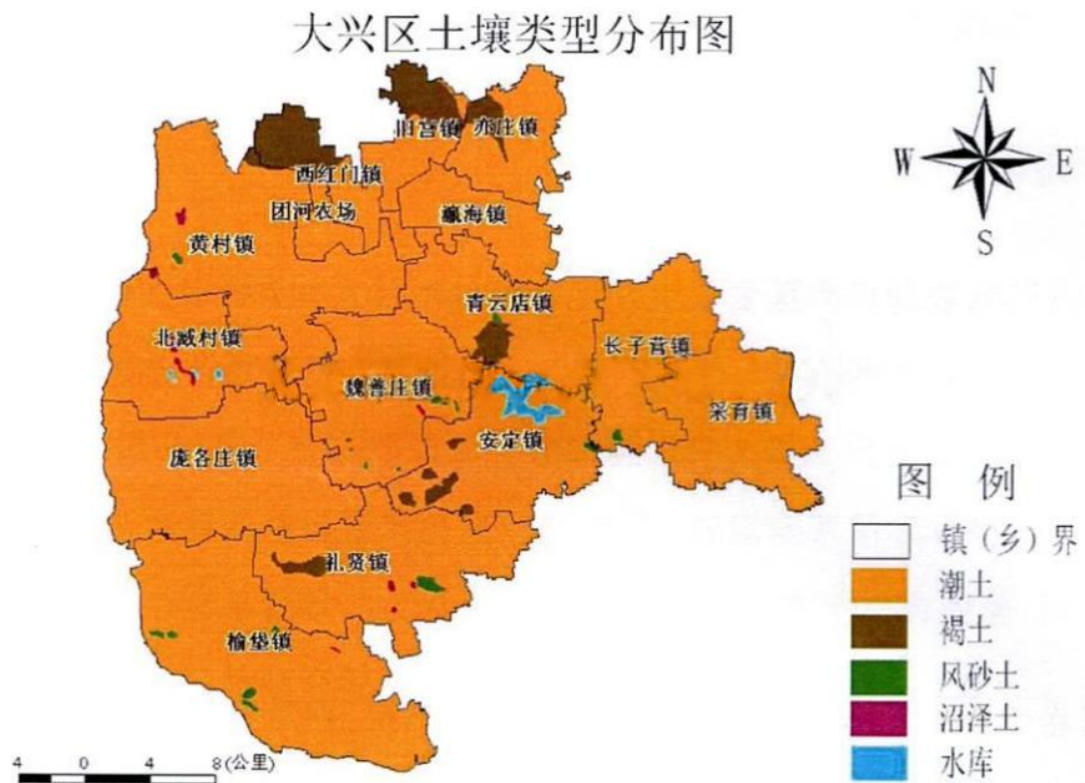 大兴区土壤类型分布图
N
W
E
S
旧宫镇
亦庄镇
西红门镇
团河农场
瀛海镇
黄村镇
青云店镇
北臧村镇
长子营镇
魏善庄镇
采育镇
安定镇
庞各庄镇
礼贤镇
榆垡镇
图 例
镇（乡）界
潮土
褐土
风砂土
沼泽土
水库
4 0 4 8(公里)